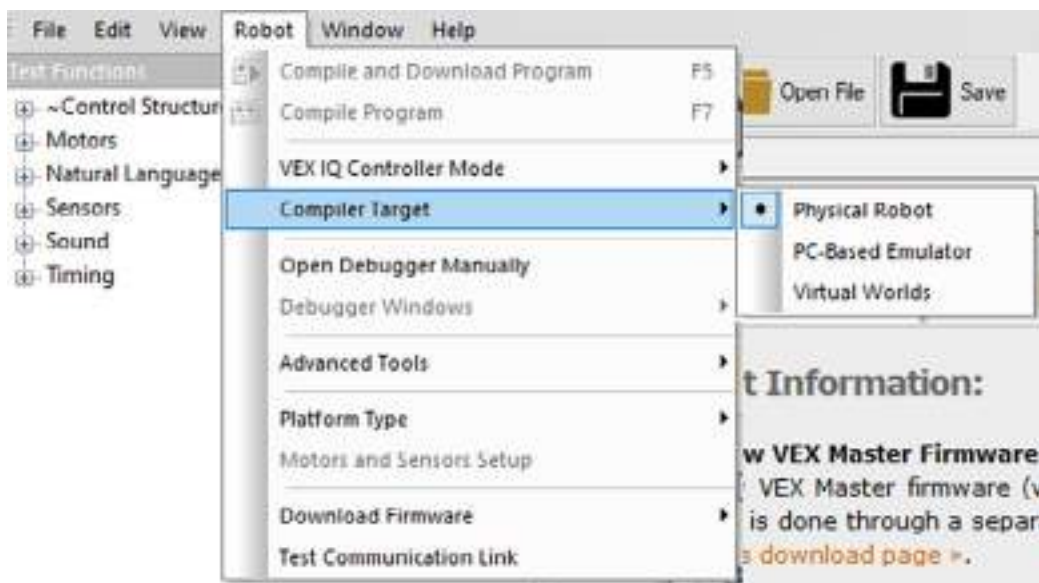 File Edit View Robot Window Help
Text Functions
~Control Structur
Motors
Natural Language
Sensors
Sound
Timing
Compile and Download Program F5
Compile Program F7
VEX IQ Controller Mode
Compiler Target
Open Debugger Manually
Debugger Windows
Advanced Tools
Platform Type
Motors and Sensors Setup
Download Firmware
Test Communication Link
Physical Robot
PC-Based Emulator
Virtual Worlds
Open File Save
t Information:
w VEX Master Firmware
VEX Master firmware (v
is done through a separ
s download page ».